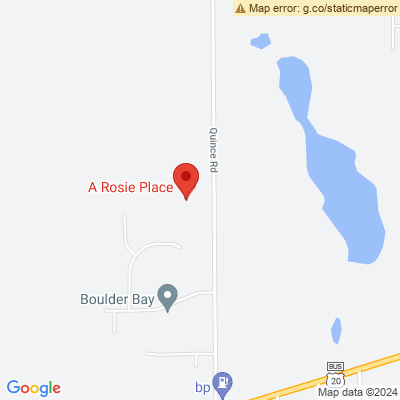 Map error: g.co/staticmaperror
Quince Rd
A Rosie Place
Boulder Bay
BUS
20
bp
Google
Map data ©2024